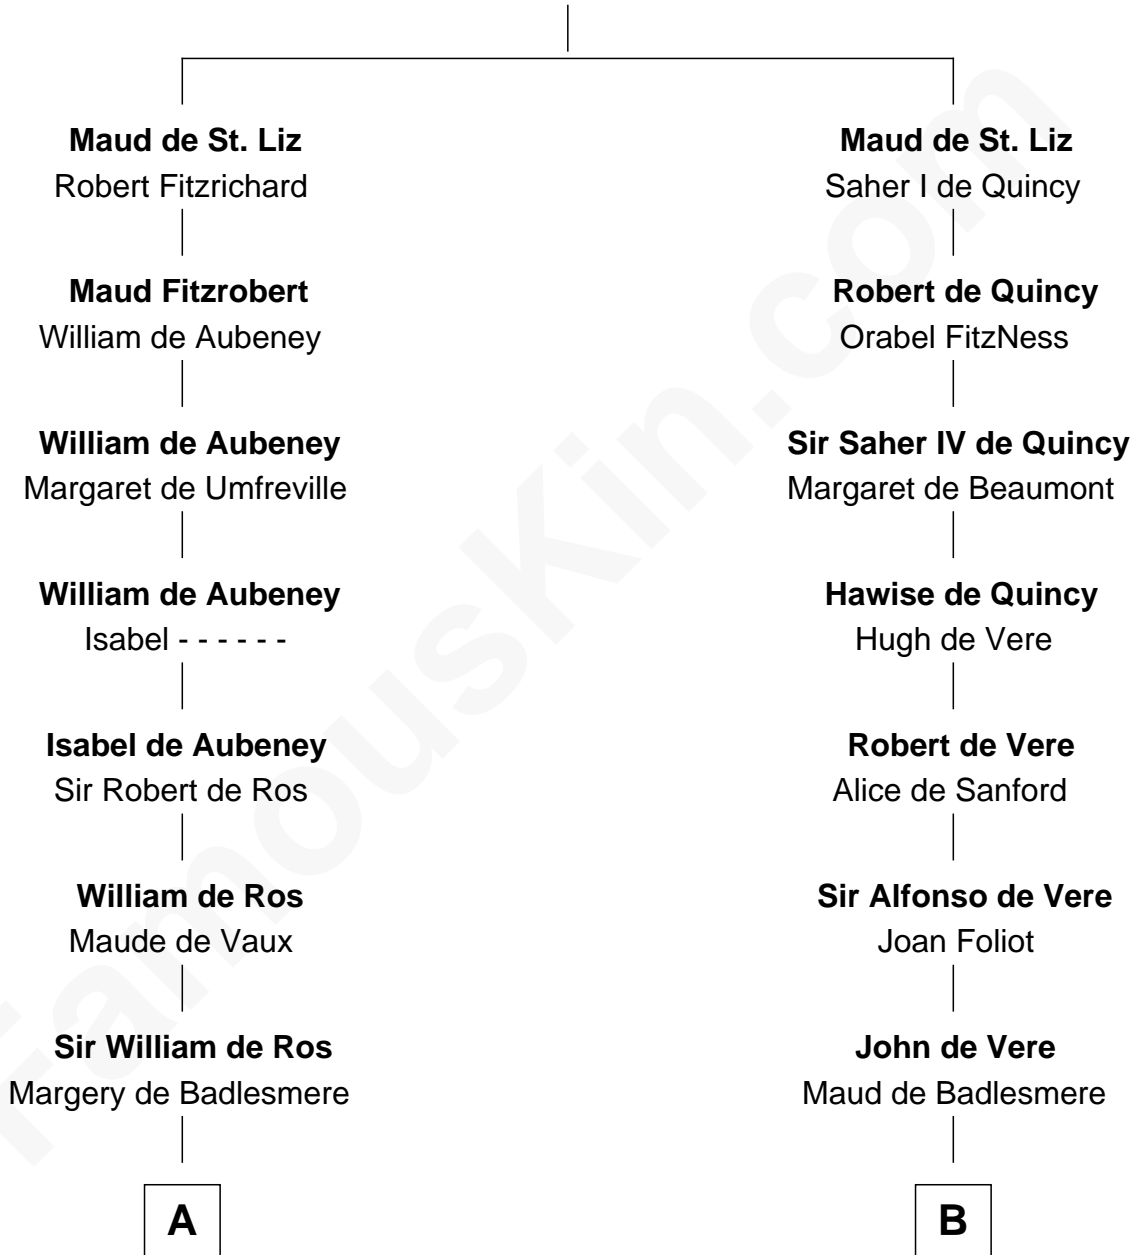 Maud de St. Liz
Robert Fitzrichard
Maud Fitzrobert
William de Aubeney
William de Aubeney
Margaret de Umfreville
William de Aubeney
Isabel - - - - - -
Isabel de Aubeney
Sir Robert de Ros
William de Ros
Maude de Vaux
Sir William de Ros
Margery de Badlesmere
A
Maud de St. Liz
Saher I de Quincy
Robert de Quincy
Orabel FitzNess
Sir Saher IV de Quincy
Margaret de Beaumont
Hawise de Quincy
Hugh de Vere
Robert de Vere
Alice de Sanford
Sir Alfonso de Vere
Joan Foliot
John de Vere
Maud de Badlesmere
B
FamousKin.com